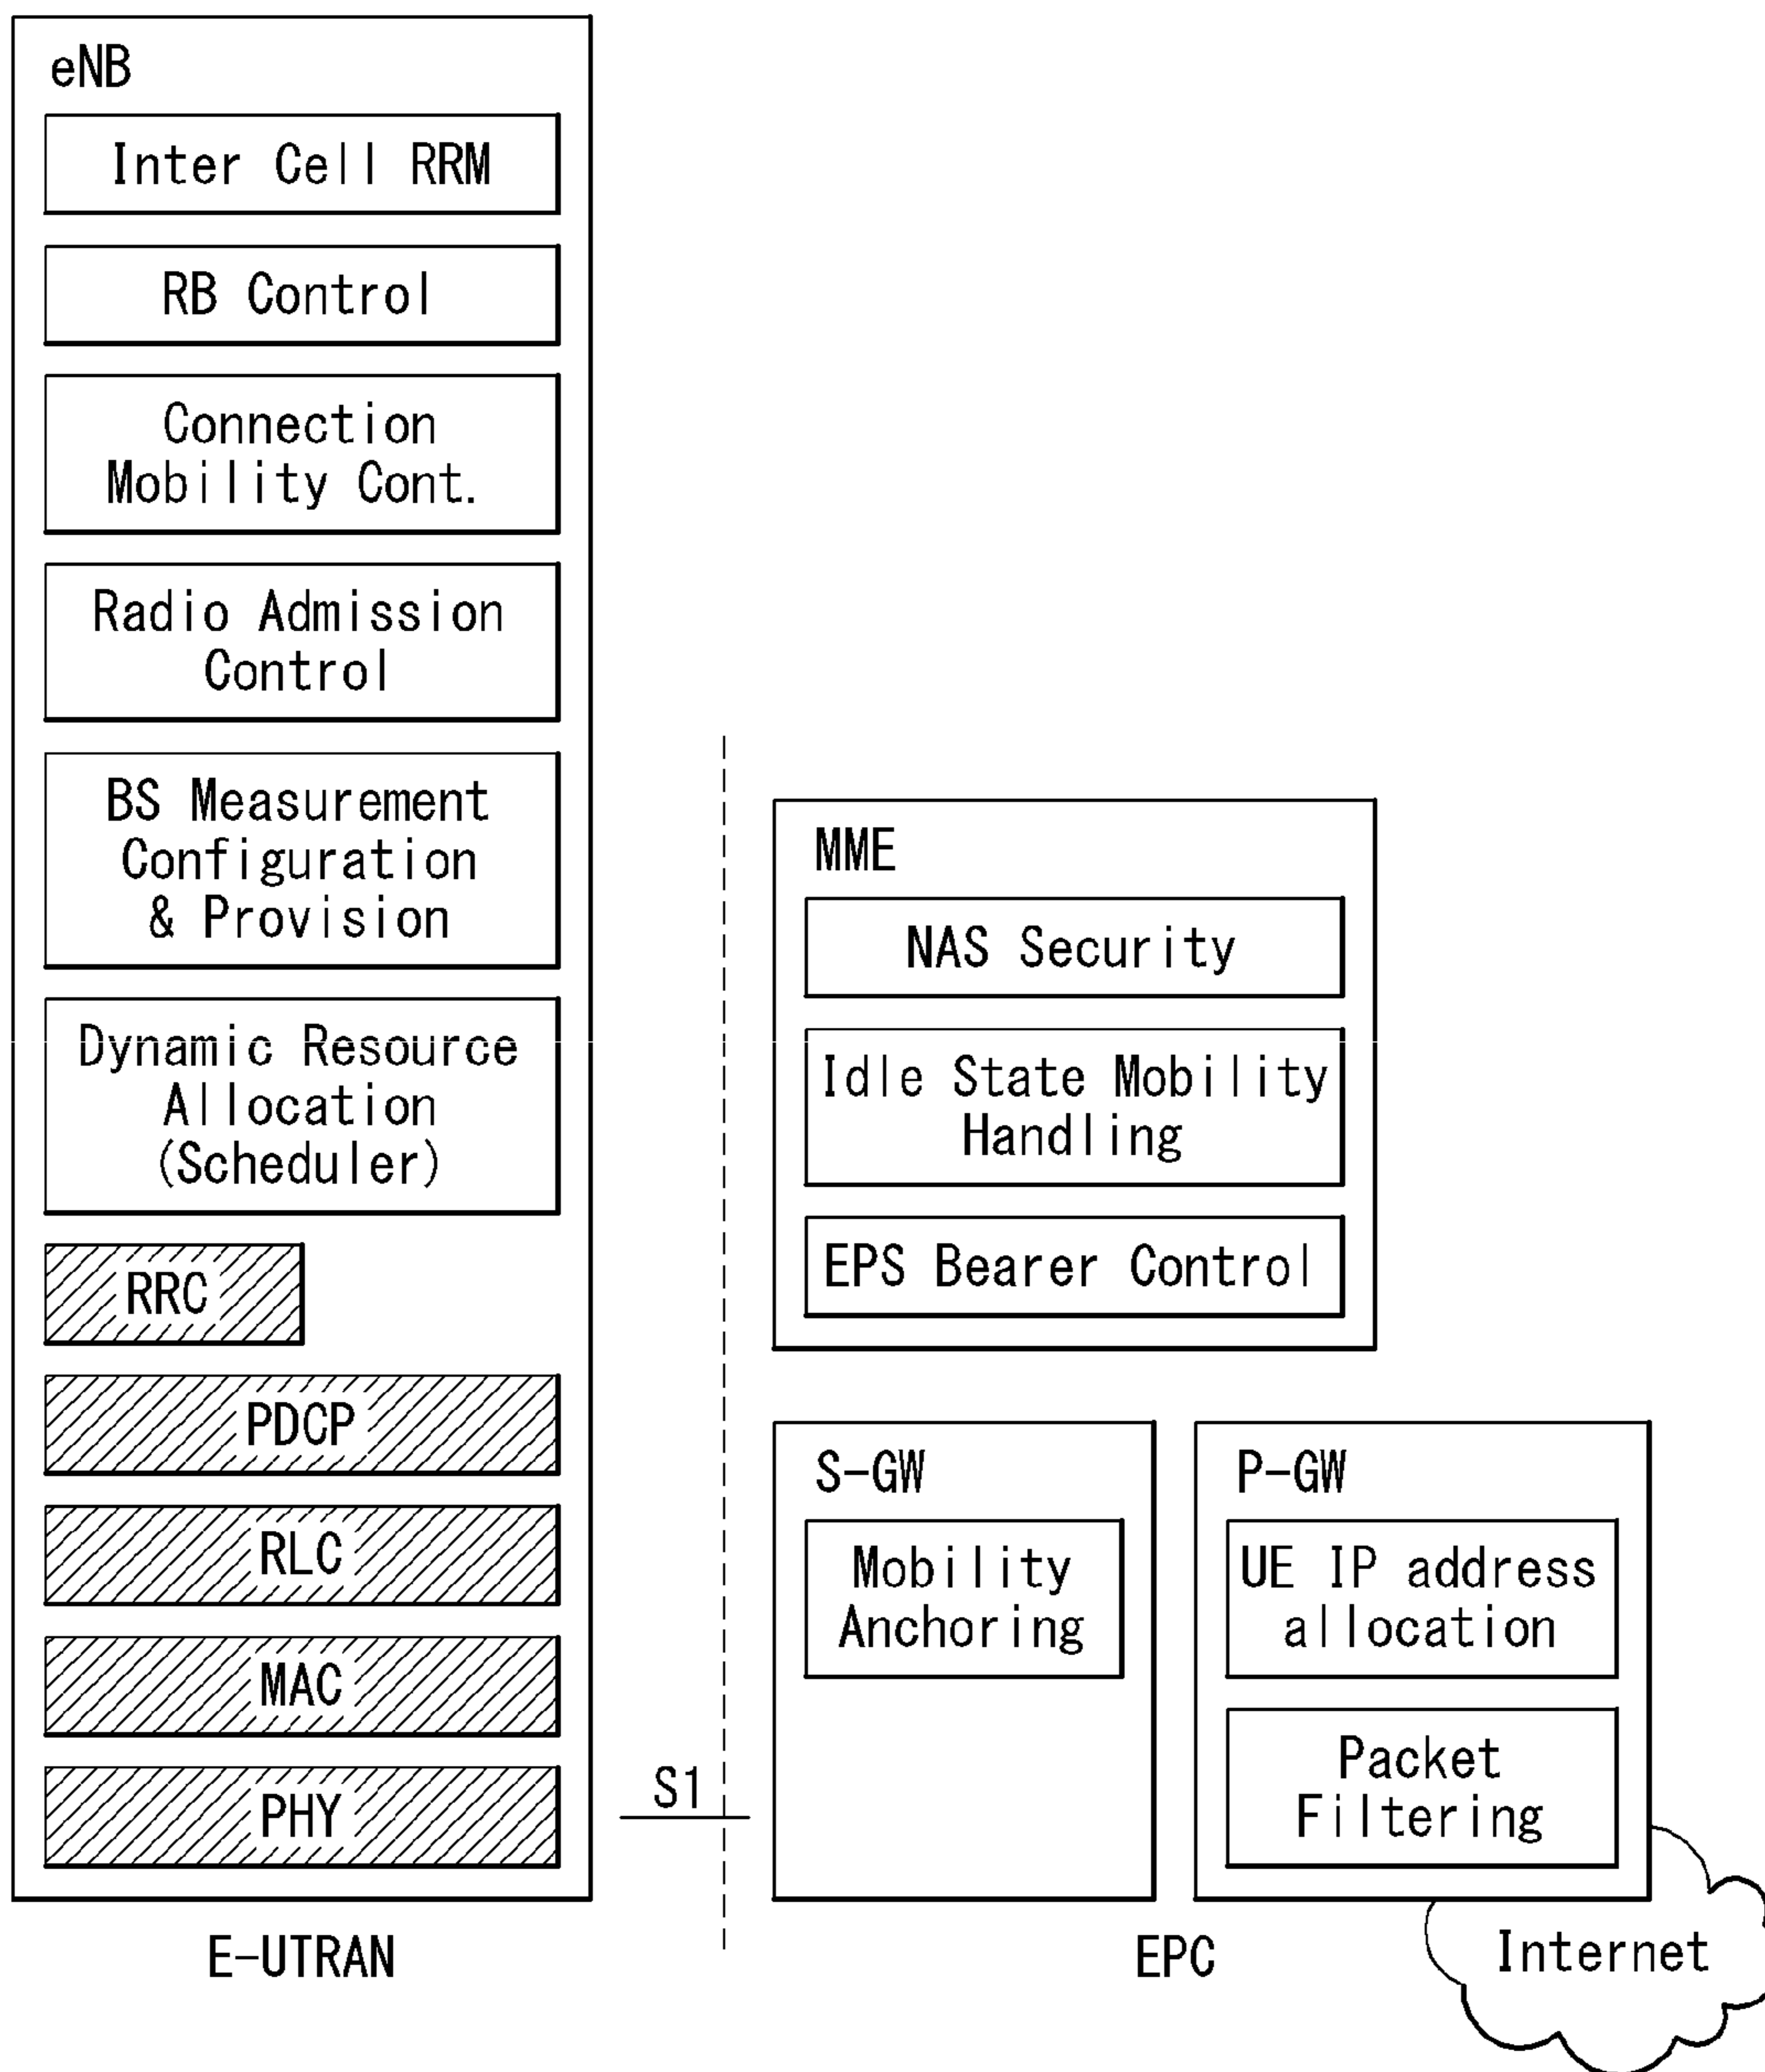 eNB
Inter Cell RRM
RB Control
Connection
Mobility Cont.
Radio Admission
Control
BS Measurement
Configuration
& Provision
Dynamic Resource
Allocation
(Scheduler)
RRC
PDCP
RLC
MAC
PHY
S1
E-UTRAN
MME
NAS Security
Idle State Mobility
Handling
EPS Bearer Control
S-GW
Mobility
Anchoring
P-GW
UE IP address
allocation
Packet
Filtering
EPC
Internet